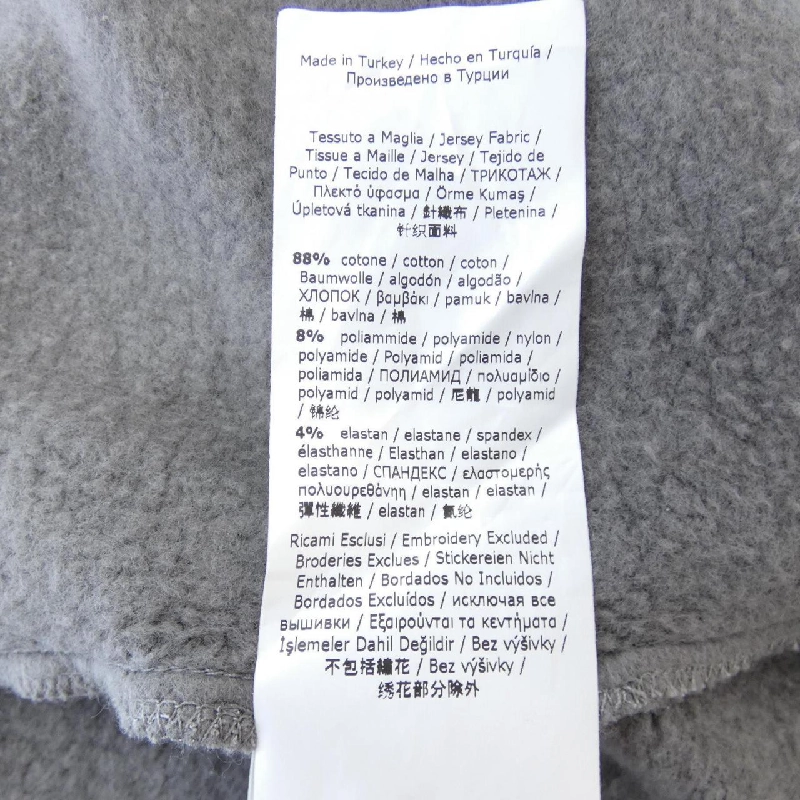 Made in Turkey / Hecho en Turquía /
Произведено в Турции
Tessuto a Maglia / Jersey Fabric /
Tissue a Maille / Jersey / Tejido de
Punto / Tecido de Malha / ТРИКОТАЖ /
Πλεκτό ύφασμα / Örme Kumaş /
Úpletová tkanina / 針織布 / Pletenina /
针织面料
88% cotone / cotton / coton /
Baumwolle / algodón / algodão /
ХЛОПОК / βαμβάκι / pamuk / bavlna /
棉 / bavlna / 棉
8% poliammide / polyamide / nylon /
polyamide / Polyamid / poliamida /
poliamida / ПОЛИАМИД / πολυαμίδιο /
polyamid / polyamid / 尼龍 / polyamid
/ 锦纶
4% elastan / elastane / spandex /
élasthanne / Elasthan / elastano /
elastano / СПАНДЕКС / ελαστομερής
πολυουρεθάνη / elastan / elastan /
彈性纖維 / elastan / 氨纶
Ricami Esclusi / Embroidery Excluded /
Broderies Exclues / Stickereien Nicht
Enthalten / Bordados No Incluidos /
Bordados Excluídos / исключая все
вышивки / Εξαιρούνται τα κεντήματα /
İşlemeler Dahil Değildir / Bez výšivky /
不包括繡花 / Bez výšivky /
绣花部分除外